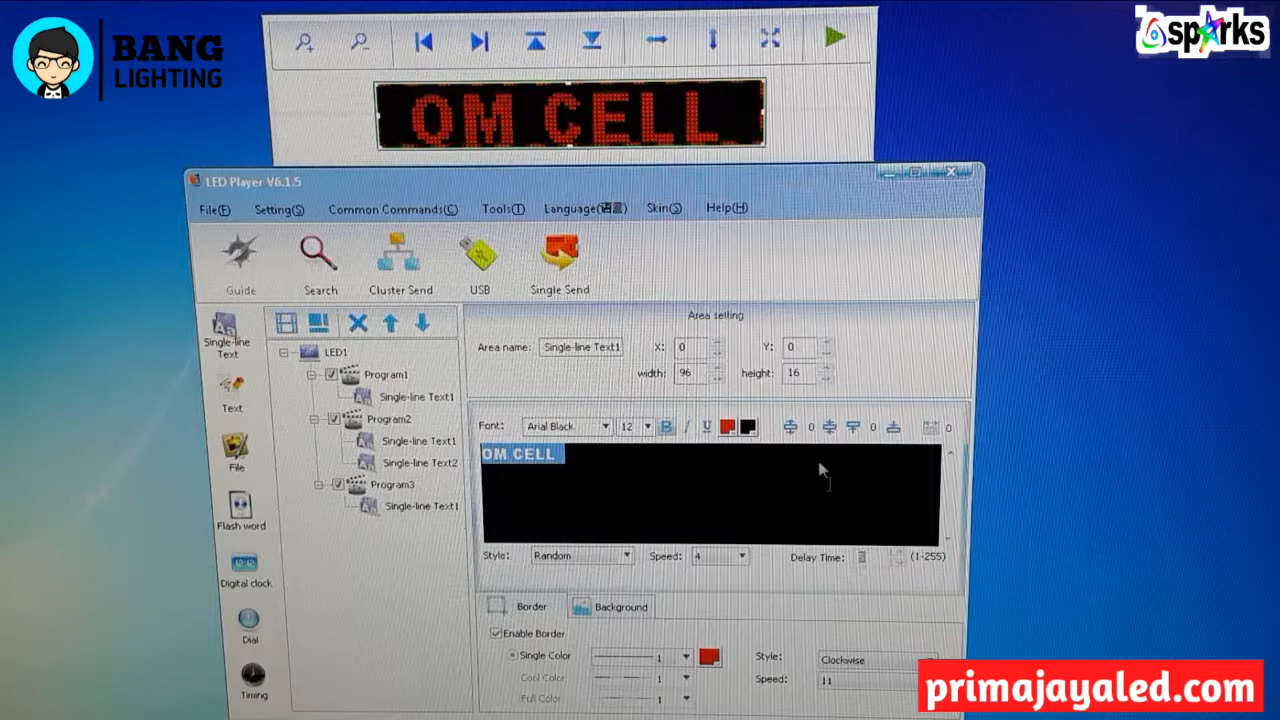 BANG
LIGHTING
sparks
OM CELL
LED Player V6.1.5
File(F) Setting(S) Common Commands(C) Tools(T) Language(语言) Skin(S) Help(H)
Guide Search Cluster Send USB Single Send
Single-line
Text
Text
File
Flash word
Digital clock
Dial
Timing
LED1
Program1
Single-line Text1
Program2
Single-line Text1
Single-line Text2
Program3
Single-line Text1
Area setting
Area name: Single-line Text1 X: 0 Y: 0
width: 96 height: 16
Font: Arial Black 12 B I U 0 0 0
OM CELL
Style: Random Speed: 4 Delay Time: (1-255)
Border Background
Enable Border
Single Color 1 Style: Clockwise
Cool Color 1 Speed: 11
Full Color 1
primajayaled.com